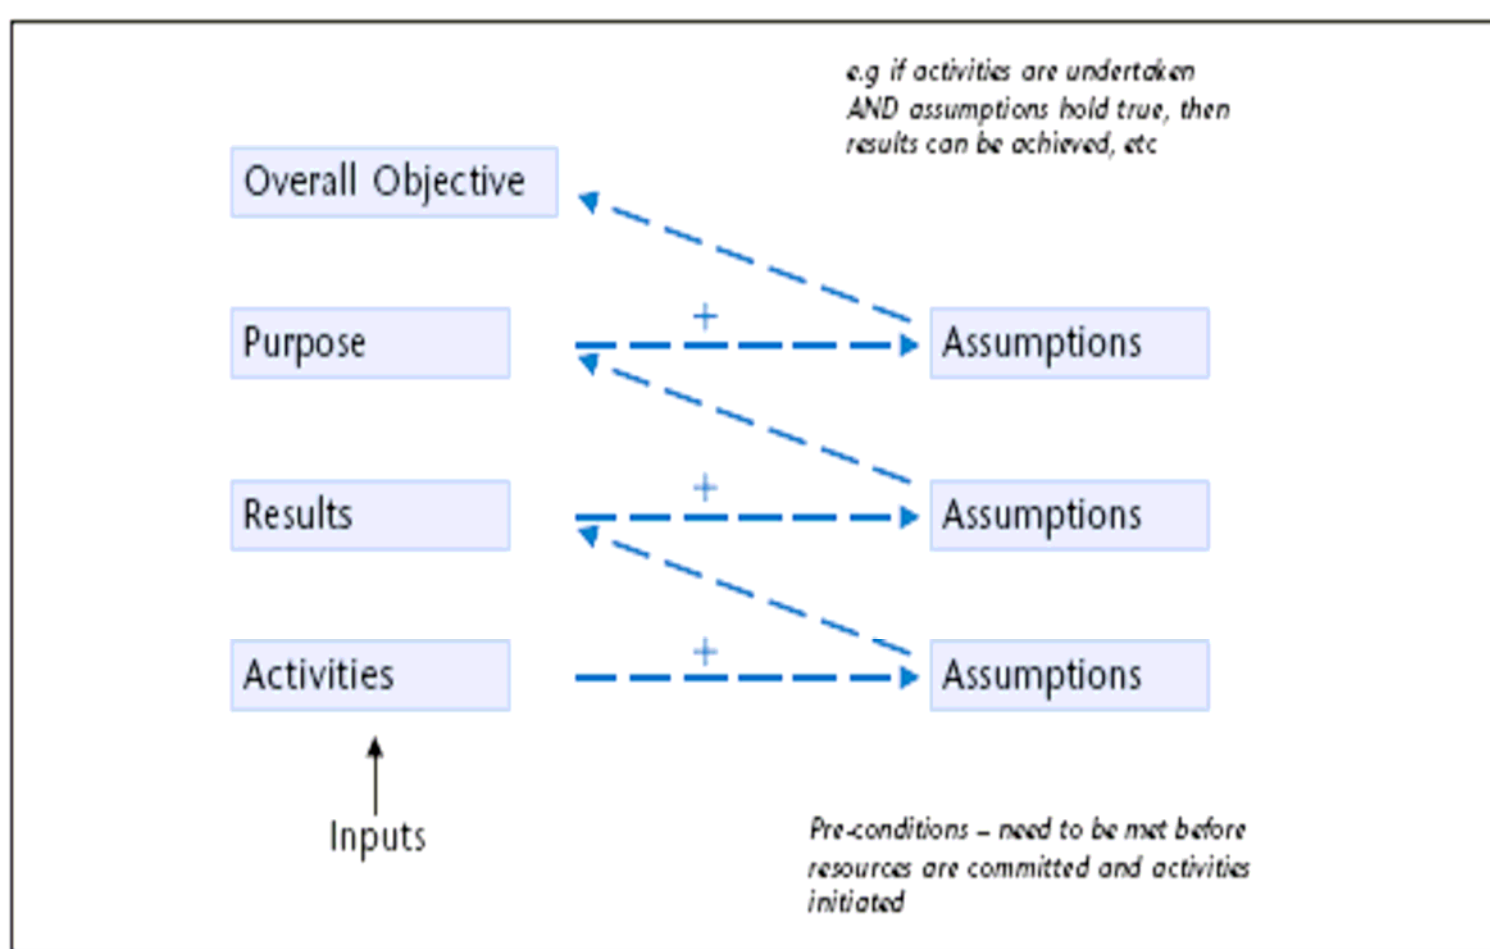 e.g if activities are undertaken
AND assumptions hold true, then
results can be achieved, etc
Overall Objective
+
Purpose
Assumptions
+
Results
Assumptions
+
Activities
Assumptions
Inputs
Pre-conditions – need to be met before
resources are committed and activities
initiated